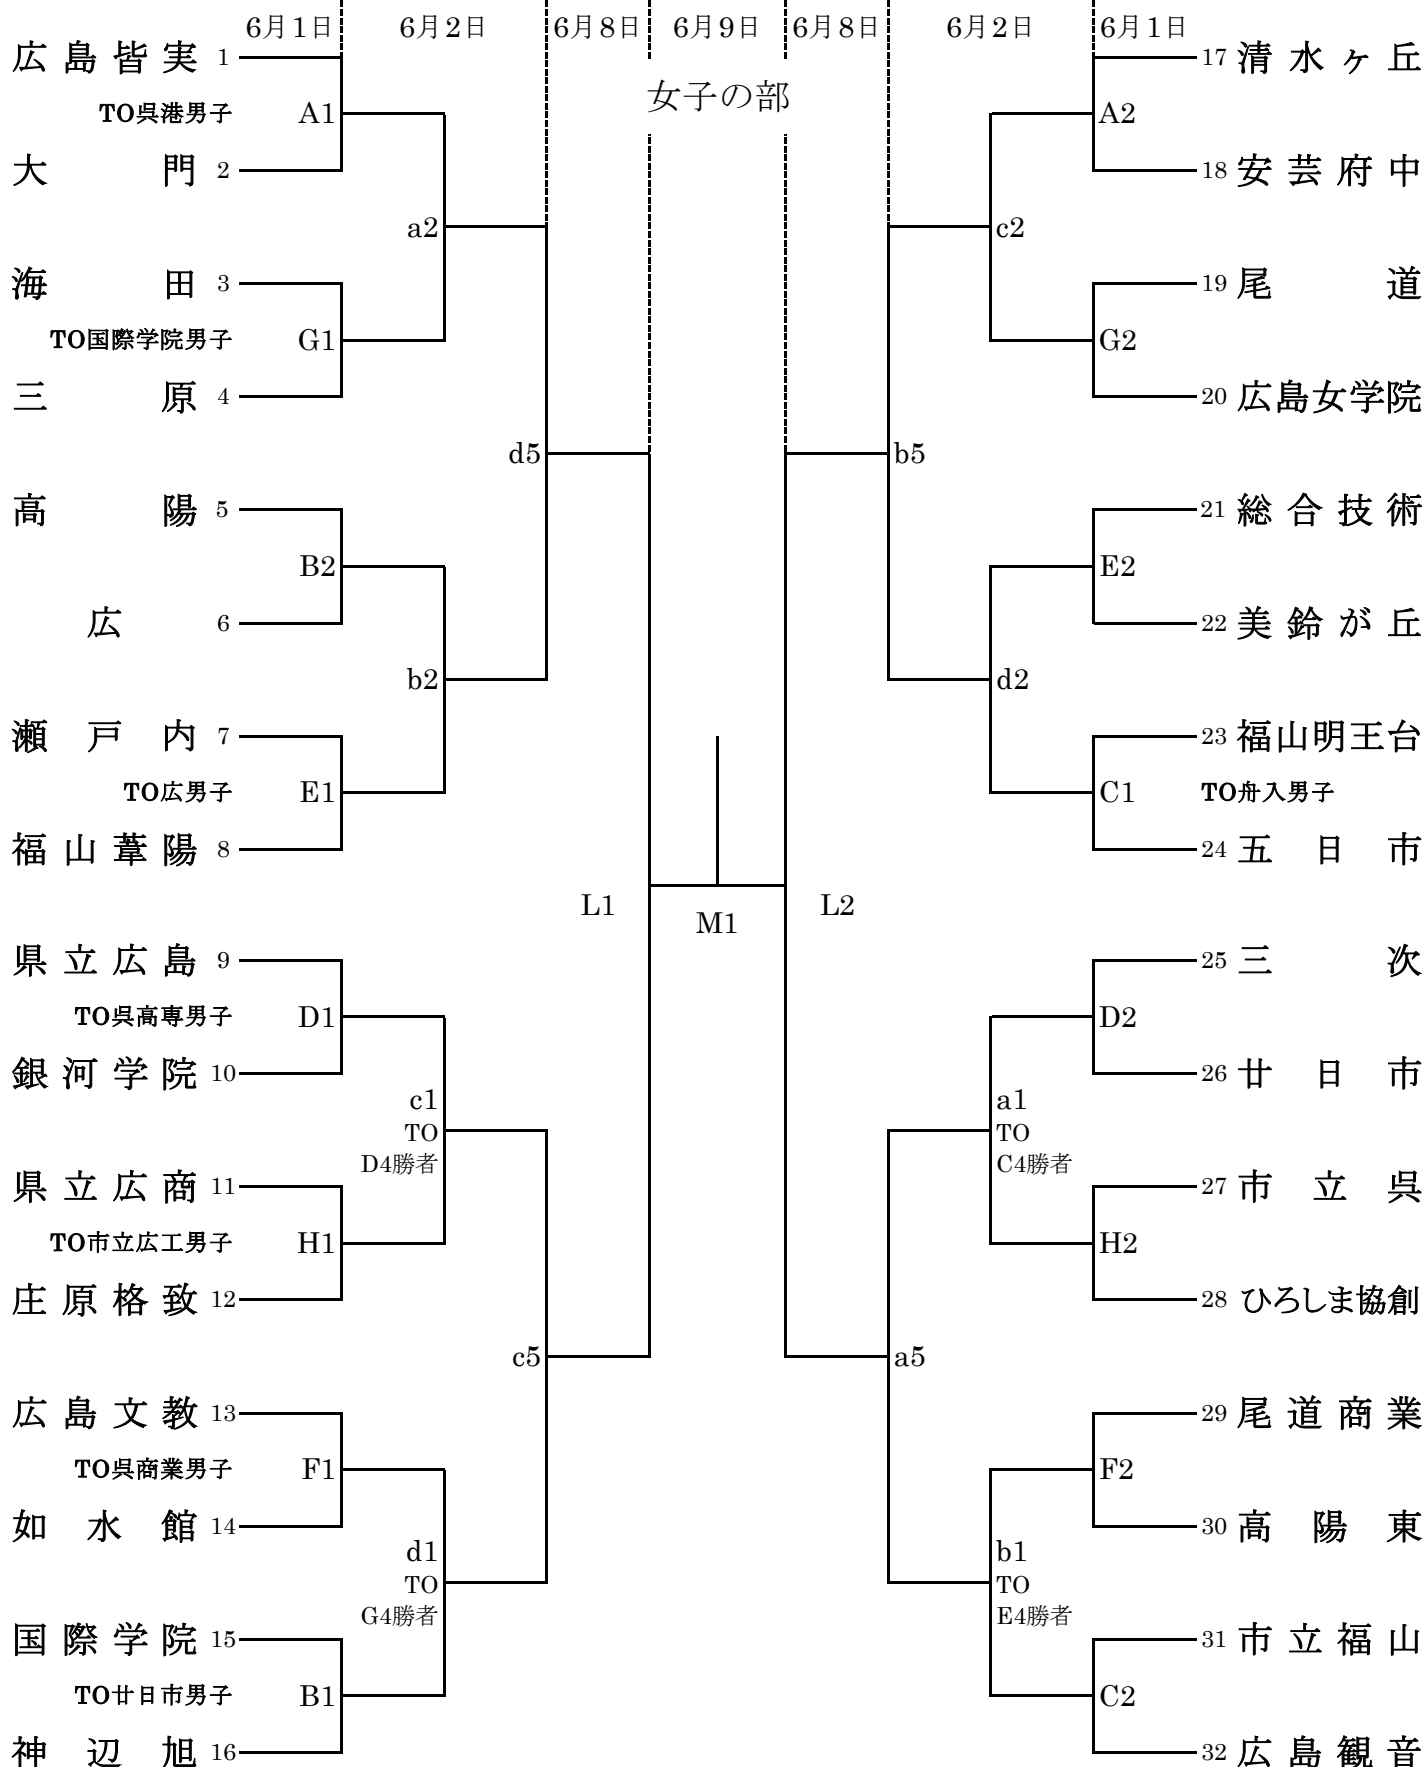 6月1日 6月2日 6月8日 6月9日 6月8日 6月2日 6月1日
女子の部
広島皆実 1
TO呉港男子 A1
大門 2
a2
海田 3
TO国際学院男子 G1
三原 4
d5
高陽 5
B2
広 6
b2
瀬戸内 7
TO広男子 E1
福山葦陽 8
L1
県立広島 9
TO呉高専男子 D1
銀河学院 10
c1
TO
D4勝者
県立広商 11
TO市立広工男子 H1
庄原格致 12
c5
広島文教 13
TO呉商業男子 F1
如水館 14
d1
TO
G4勝者
国際学院 15
TO廿日市男子 B1
神辺旭 16
M1
17 清水ヶ丘
A2
18 安芸府中
c2
19 尾道
G2
20 広島女学院
b5
21 総合技術
E2
22 美鈴が丘
d2
23 福山明王台
C1 TO舟入男子
24 五日市
L2
25 三次
D2
26 廿日市
a1
TO
C4勝者
27 市立呉
H2
28 ひろしま協創
a5
29 尾道商業
F2
30 高陽東
b1
TO
E4勝者
31 市立福山
C2
32 広島観音